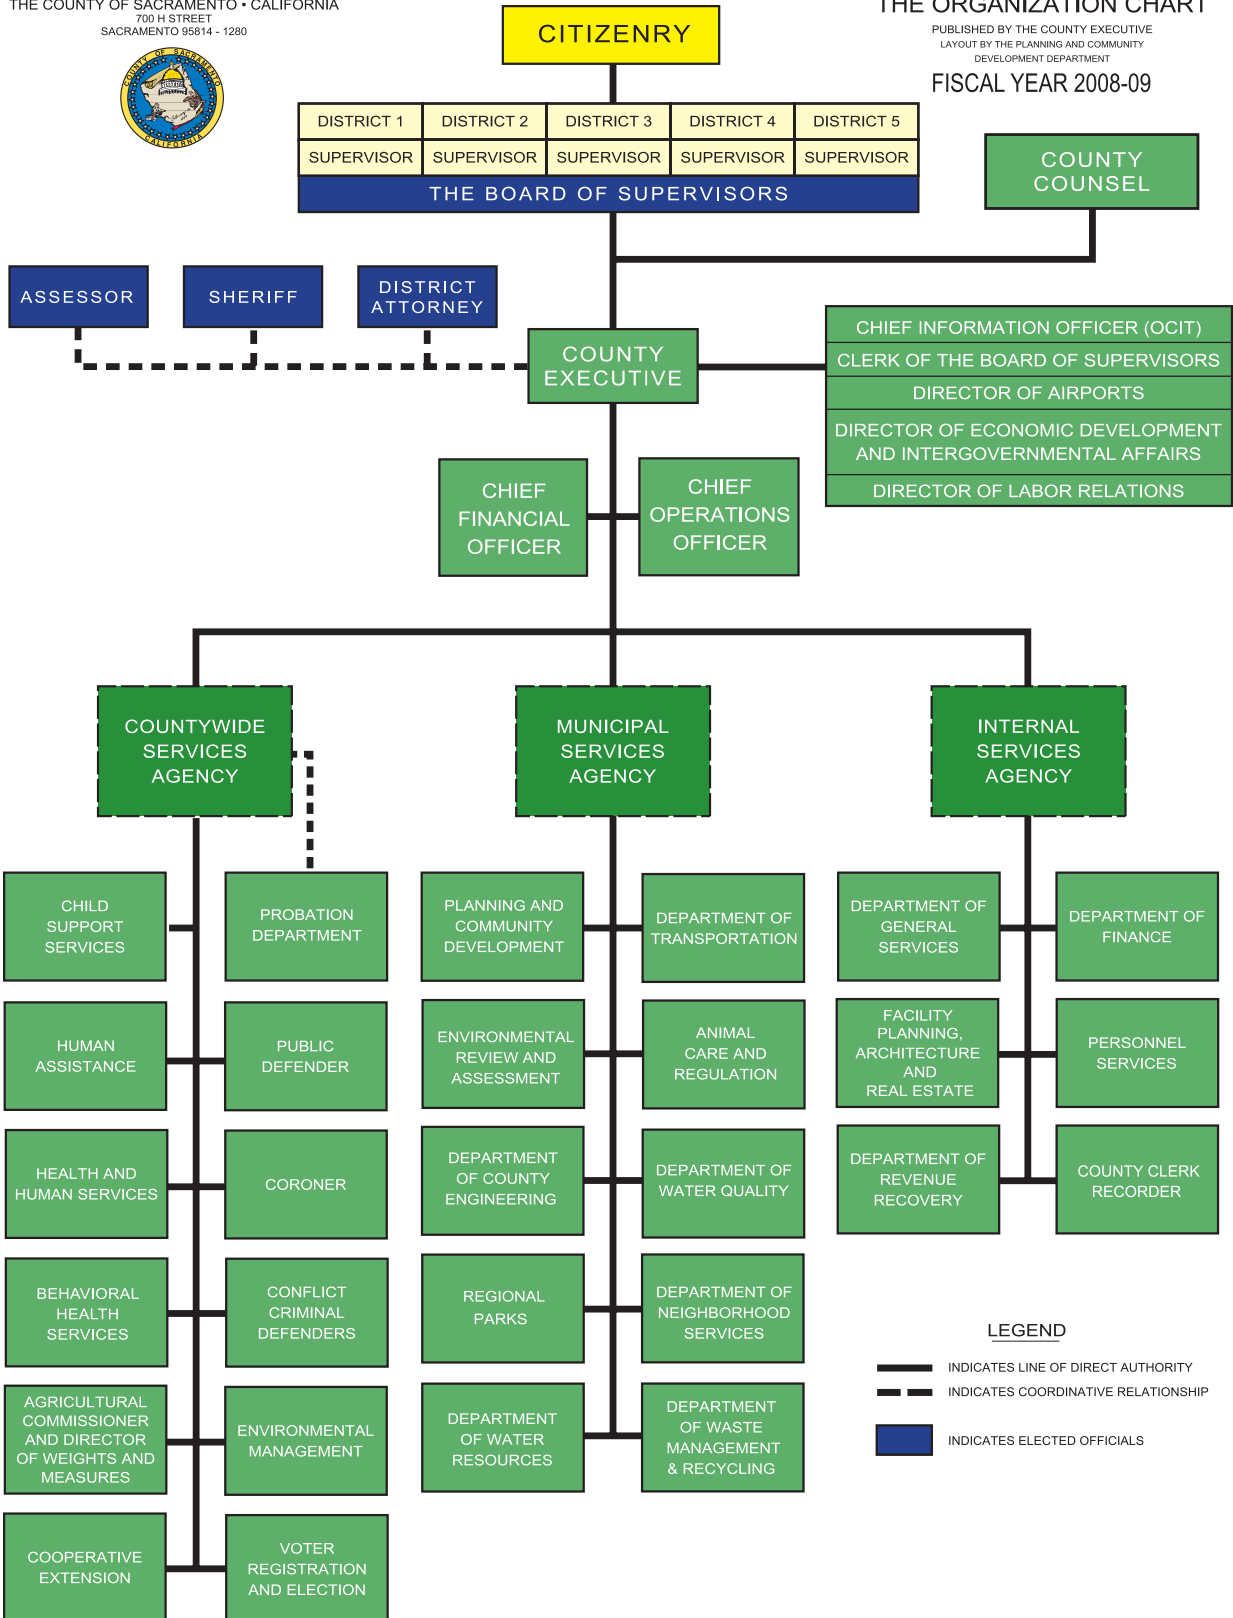 THE COUNTY OF SACRAMENTO • CALIFORNIA
700 H STREET
SACRAMENTO 95814 - 1280
COUNTY OF SACRAMENTO
CALIFORNIA
THE ORGANIZATION CHART
PUBLISHED BY THE COUNTY EXECUTIVE
LAYOUT BY THE PLANNING AND COMMUNITY
DEVELOPMENT DEPARTMENT
FISCAL YEAR 2008-09
CITIZENRY
DISTRICT 1
DISTRICT 2
DISTRICT 3
DISTRICT 4
DISTRICT 5
SUPERVISOR
SUPERVISOR
SUPERVISOR
SUPERVISOR
SUPERVISOR
THE BOARD OF SUPERVISORS
COUNTY
COUNSEL
ASSESSOR
SHERIFF
DISTRICT
ATTORNEY
COUNTY
EXECUTIVE
CHIEF INFORMATION OFFICER (OCIT)
CLERK OF THE BOARD OF SUPERVISORS
DIRECTOR OF AIRPORTS
DIRECTOR OF ECONOMIC DEVELOPMENT
AND INTERGOVERNMENTAL AFFAIRS
DIRECTOR OF LABOR RELATIONS
CHIEF
FINANCIAL
OFFICER
CHIEF
OPERATIONS
OFFICER
COUNTYWIDE
SERVICES
AGENCY
MUNICIPAL
SERVICES
AGENCY
INTERNAL
SERVICES
AGENCY
CHILD
SUPPORT
SERVICES
PROBATION
DEPARTMENT
PLANNING AND
COMMUNITY
DEVELOPMENT
DEPARTMENT OF
TRANSPORTATION
DEPARTMENT OF
GENERAL
SERVICES
DEPARTMENT OF
FINANCE
HUMAN
ASSISTANCE
PUBLIC
DEFENDER
ENVIRONMENTAL
REVIEW AND
ASSESSMENT
ANIMAL
CARE AND
REGULATION
FACILITY
PLANNING,
ARCHITECTURE
AND
REAL ESTATE
PERSONNEL
SERVICES
HEALTH AND
HUMAN SERVICES
CORONER
DEPARTMENT
OF COUNTY
ENGINEERING
DEPARTMENT OF
WATER QUALITY
DEPARTMENT OF
REVENUE
RECOVERY
COUNTY CLERK
RECORDER
BEHAVIORAL
HEALTH
SERVICES
CONFLICT
CRIMINAL
DEFENDERS
REGIONAL
PARKS
DEPARTMENT OF
NEIGHBORHOOD
SERVICES
AGRICULTURAL
COMMISSIONER
AND DIRECTOR
OF WEIGHTS AND
MEASURES
ENVIRONMENTAL
MANAGEMENT
DEPARTMENT
OF WATER
RESOURCES
DEPARTMENT
OF WASTE
MANAGEMENT
& RECYCLING
COOPERATIVE
EXTENSION
VOTER
REGISTRATION
AND ELECTION
LEGEND
INDICATES LINE OF DIRECT AUTHORITY
INDICATES COORDINATIVE RELATIONSHIP
INDICATES ELECTED OFFICIALS